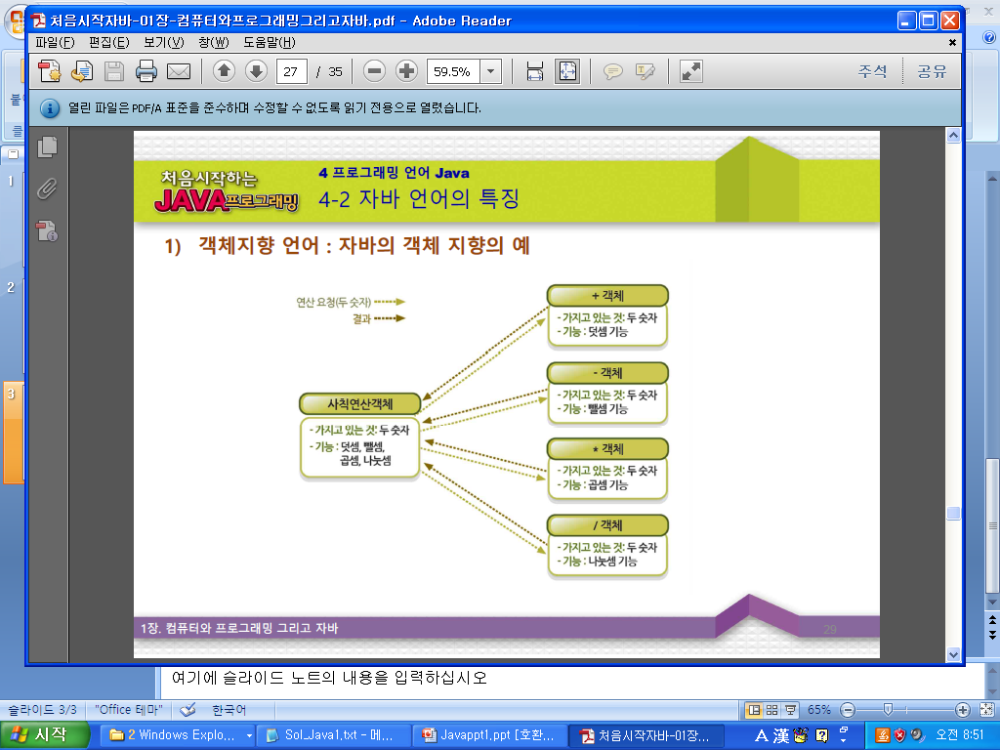 처음시작자바-01장-컴퓨터와프로그래밍그리고자바.pdf - Adobe Reader
파일(F) 편집(E) 보기(V) 창(W) 도움말(H)
27 / 35 59.5% 주석 공유
열린 파일은 PDF/A 표준을 준수하며 수정할 수 없도록 읽기 전용으로 열렸습니다.
처음시작하는
JAVA프로그래밍
4 프로그래밍 언어 Java
4-2 자바 언어의 특징
1) 객체지향 언어 : 자바의 객체 지향의 예
연산 요청(두 숫자)
결과
+ 객체
- 가지고 있는 것: 두 숫자
- 기능 : 덧셈 기능
- 객체
- 가지고 있는 것: 두 숫자
- 기능 : 뺄셈 기능
사칙연산객체
- 가지고 있는 것: 두 숫자
- 기능 : 덧셈, 뺄셈,
곱셈, 나눗셈
* 객체
- 가지고 있는 것: 두 숫자
- 기능 : 곱셈 기능
/ 객체
- 가지고 있는 것: 두 숫자
- 기능 : 나눗셈 기능
1장. 컴퓨터와 프로그래밍 그리고 자바
29
1
2
3
여기에 슬라이드 노트의 내용을 입력하십시오
슬라이드 3/3 "Office 테마" 한국어 65%
시작 2 Windows Explo... Sol_Java1,txt - 메... Javappt1,ppt [호환... 처음시작자바-01장... A 漢 오전 8:51